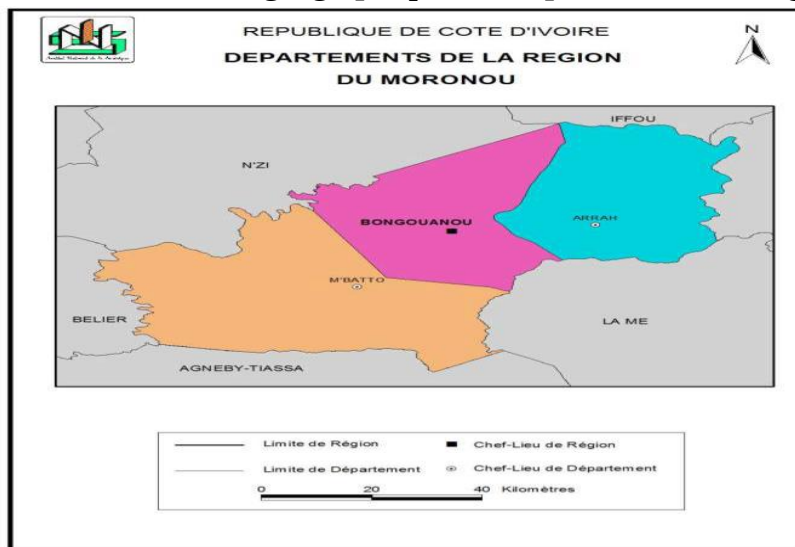 REPUBLIQUE DE COTE D'IVOIRE
DEPARTEMENTS DE LA REGION
DU MORONOU
N
IFFOU
N'ZI
BONGOUANOU
ARRAH
M'BATTO
BELIER
LA ME
AGNEBY-TIASSA
Limite de Région
Chef-Lieu de Région
Limite de Département
Chef-Lieu de Département
0 20 40 Kilomètres